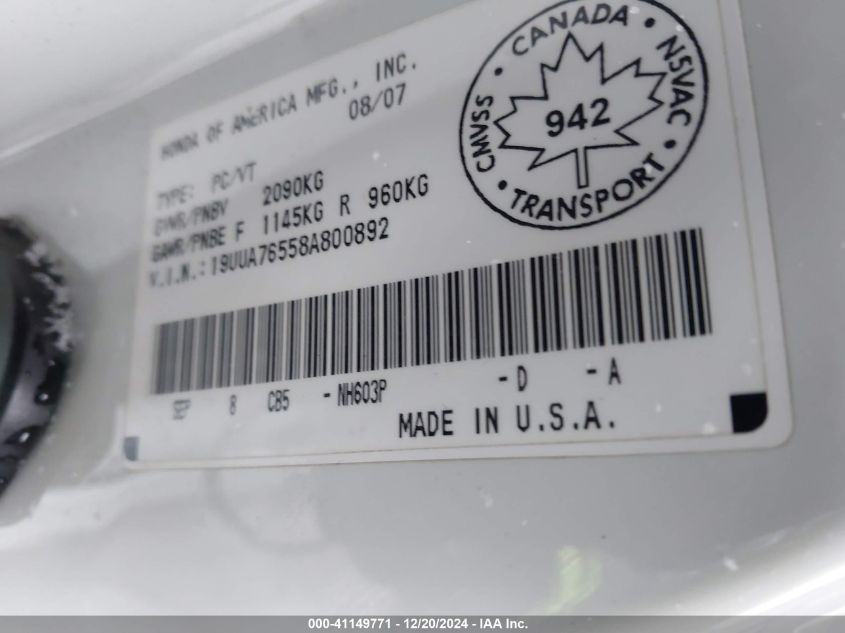 HONDA OF AMERICA MFG., INC.
08/07
TYPE: PC/VT
GVWR/PNBV 2090KG
GAWR/PNBE F 1145KG R 960KG
V.I.N.: 19UUA76558A800892
CANADA
NSVAC
TRANSPORT
CMVSS
942
SEP 8 CB5 -NH603P -D -A
MADE IN U.S.A.
000-41149771 - 12/20/2024 - IAA Inc.